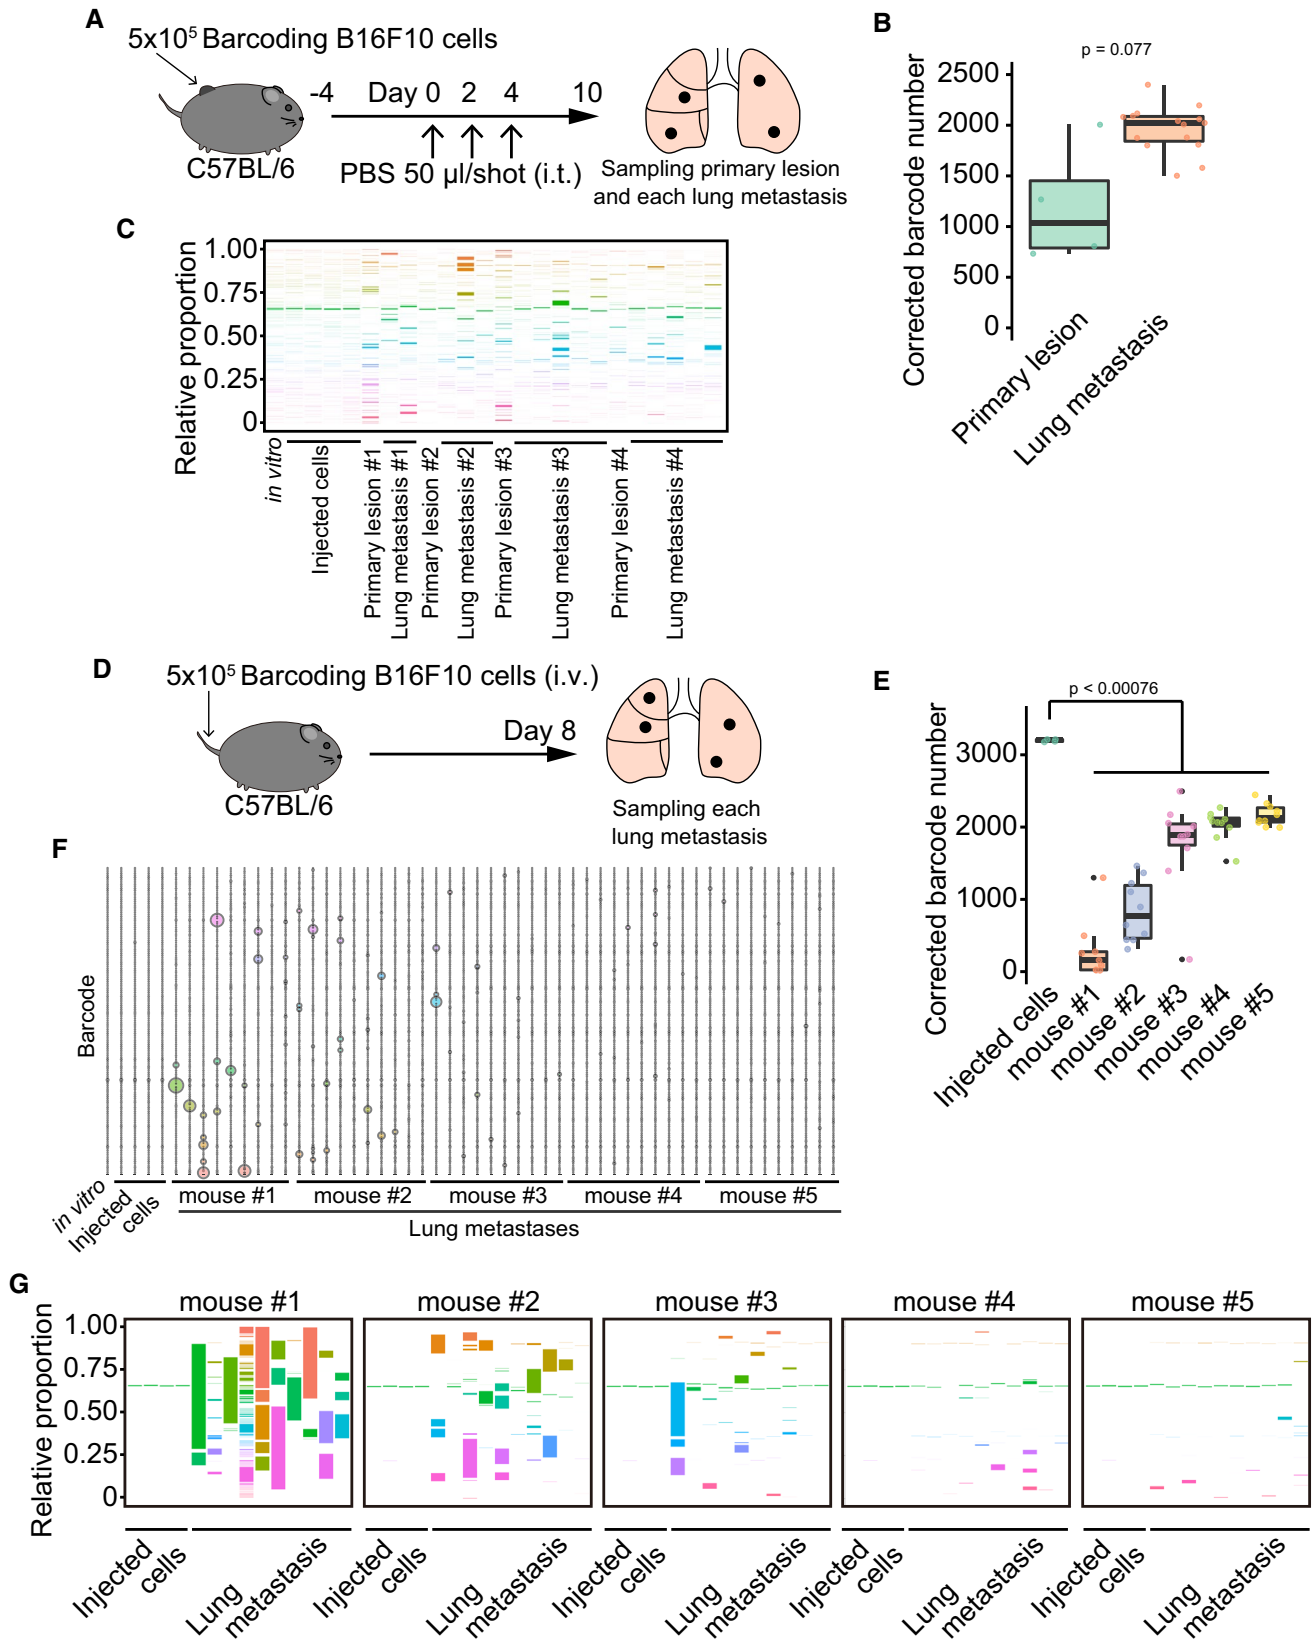 A
5x10⁵ Barcoding B16F10 cells
-4 Day 0 2 4 10
C57BL/6
PBS 50 µl/shot (i.t.)
Sampling primary lesion
and each lung metastasis
B
p = 0.077
Corrected barcode number
2500
2000
1500
1000
500
0
Primary lesion
Lung metastasis
C
Relative proportion
1.00
0.75
0.50
0.25
0
in vitro
Injected cells
Primary lesion #1
Lung metastasis #1
Primary lesion #2
Lung metastasis #2
Primary lesion #3
Lung metastasis #3
Primary lesion #4
Lung metastasis #4
D
5x10⁵ Barcoding B16F10 cells (i.v.)
Day 8
C57BL/6
Sampling each
lung metastasis
E
p < 0.00076
Corrected barcode number
3000
2000
1000
0
Injected cells
mouse #1
mouse #2
mouse #3
mouse #4
mouse #5
F
Barcode
in vitro
Injected
cells
mouse #1
mouse #2
mouse #3
mouse #4
mouse #5
Lung metastases
G
mouse #1
mouse #2
mouse #3
mouse #4
mouse #5
Relative proportion
1.00
0.75
0.50
0.25
0
Injected
cells
Lung
metastasis
Injected
cells
Lung
metastasis
Injected
cells
Lung
metastasis
Injected
cells
Lung
metastasis
Injected
cells
Lung
metastasis